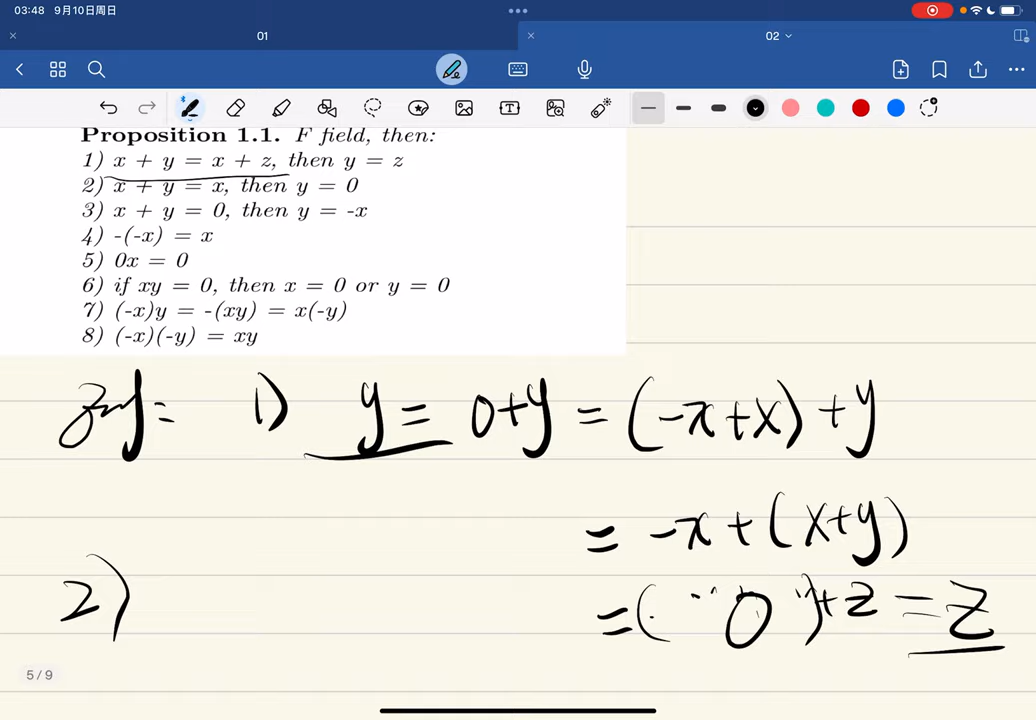 03:48 9月10日周日
01
02
Proposition 1.1. F field, then:
1) x + y = x + z, then y = z
2) x + y = x, then y = 0
3) x + y = 0, then y = -x
4) -(-x) = x
5) 0x = 0
6) if xy = 0, then x = 0 or y = 0
7) (-x)y = -(xy) = x(-y)
8) (-x)(-y) = xy
1) y = 0+y = (-x+x)+y
= -x+(x+y)
2)
=( 0 )+z = z
5 / 9